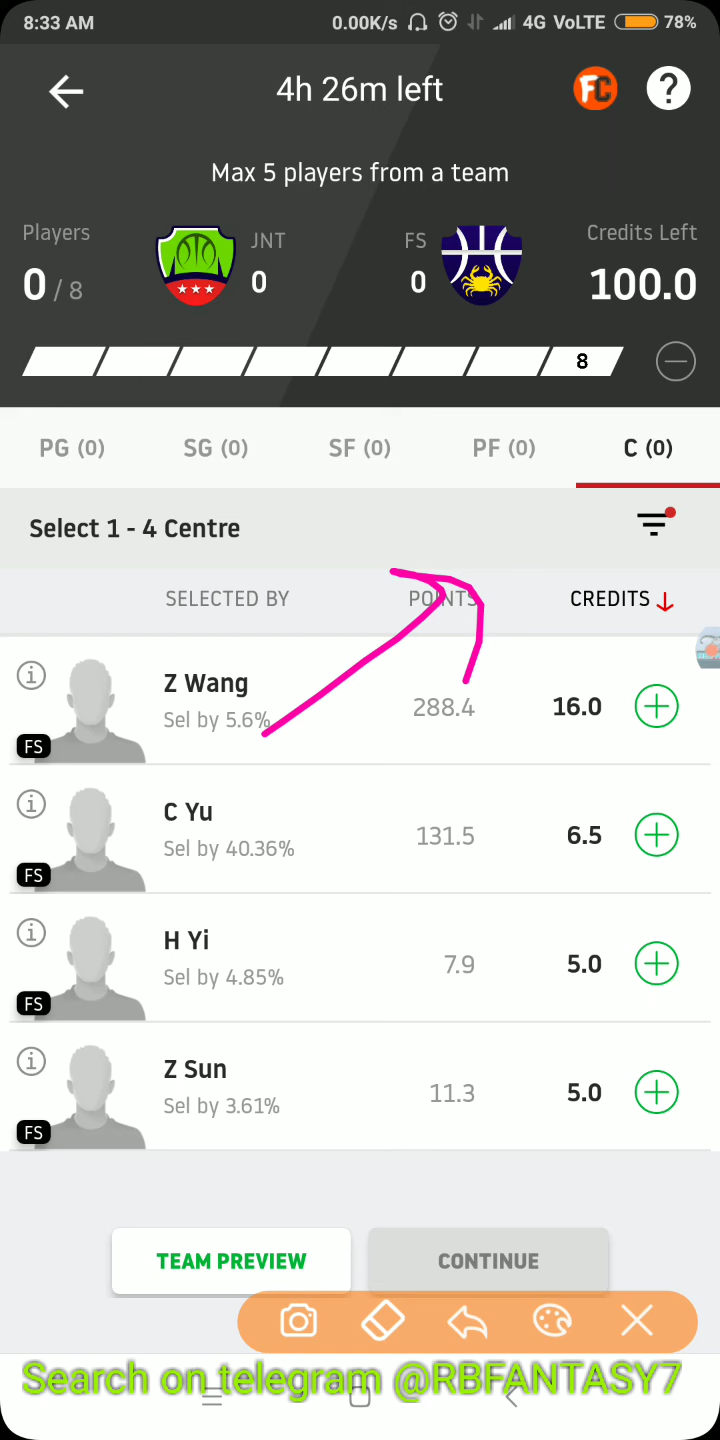 8:33 AM 0.00K/s 4G VoLTE 78%
4h 26m left FC ?
Max 5 players from a team
Players JNT FS Credits Left
0 / 8 0 0 100.0
8
PG (0) SG (0) SF (0) PF (0) C (0)
Select 1 - 4 Centre
SELECTED BY POINTS CREDITS
Z Wang
Sel by 5.6% 288.4 16.0
FS
C Yu
Sel by 40.36% 131.5 6.5
FS
H Yi
Sel by 4.85% 7.9 5.0
FS
Z Sun
Sel by 3.61% 11.3 5.0
FS
TEAM PREVIEW CONTINUE
Search on telegram @RBFANTASY7